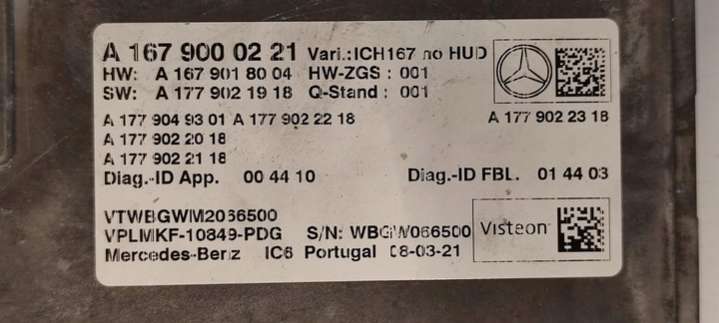 A 167 900 02 21 Vari.:ICH167 no HUD
HW: A 167 901 80 04 HW-ZGS : 001
SW: A 177 902 19 18 Q-Stand : 001
A 177 904 93 01 A 177 902 22 18
A 177 902 23 18
A 177 902 20 18
A 177 902 21 18
Diag.-ID App. 00 44 10 Diag.-ID FBL. 01 44 03
VTWBGWM2066500
VPLMKF-10849-PDG S/N: WBGW066500
Visteon
Mercedes-Benz IC6 Portugal 08-03-21